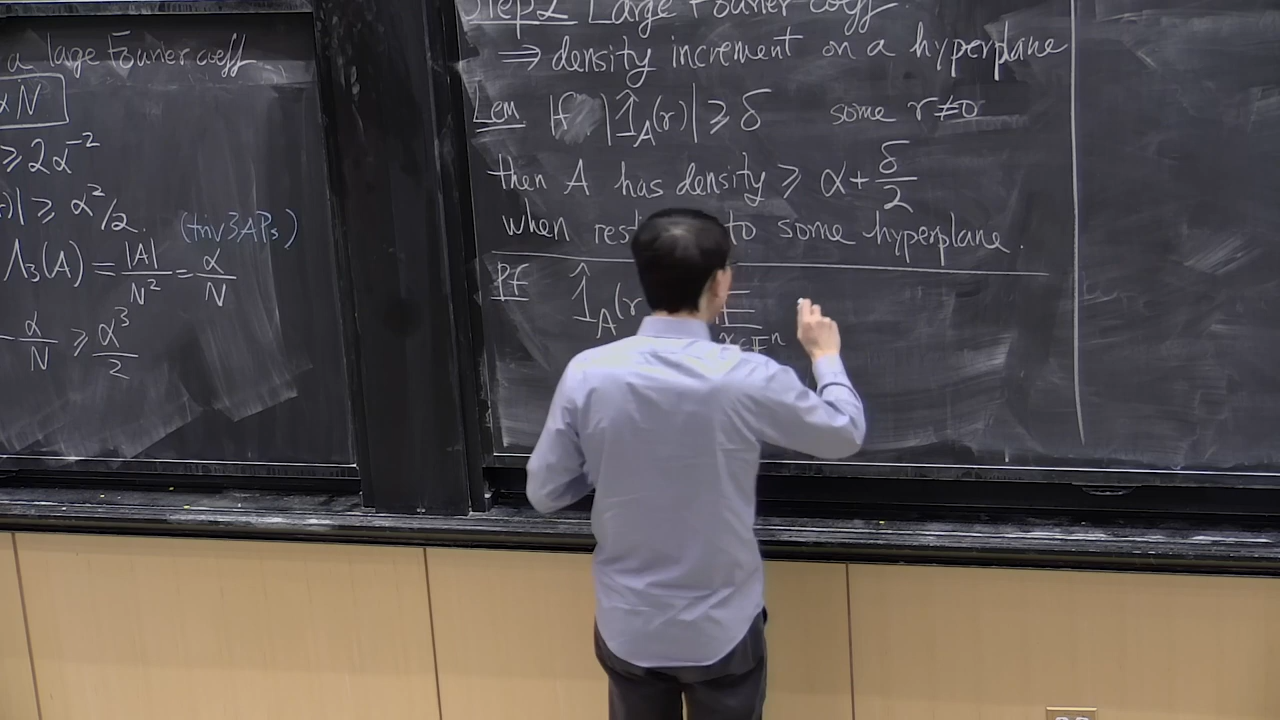 a large Fourier coeff
αN
≥ 2α⁻²
)| ≥ α²/2.
(triv 3APs)
Λ₃(A) = |A|/N² = α/N
- α/N ≥ α³/2
Step 2 Large Fourier coeff.
⇒ density increment on a hyperplane
Lem. If |1̂_A(r)| ≥ δ some r≠0
then A has density ≥ α + δ/2
when to some hyperplane.
Pf 1̂_A(r 𝔼
x∈𝔽ⁿ